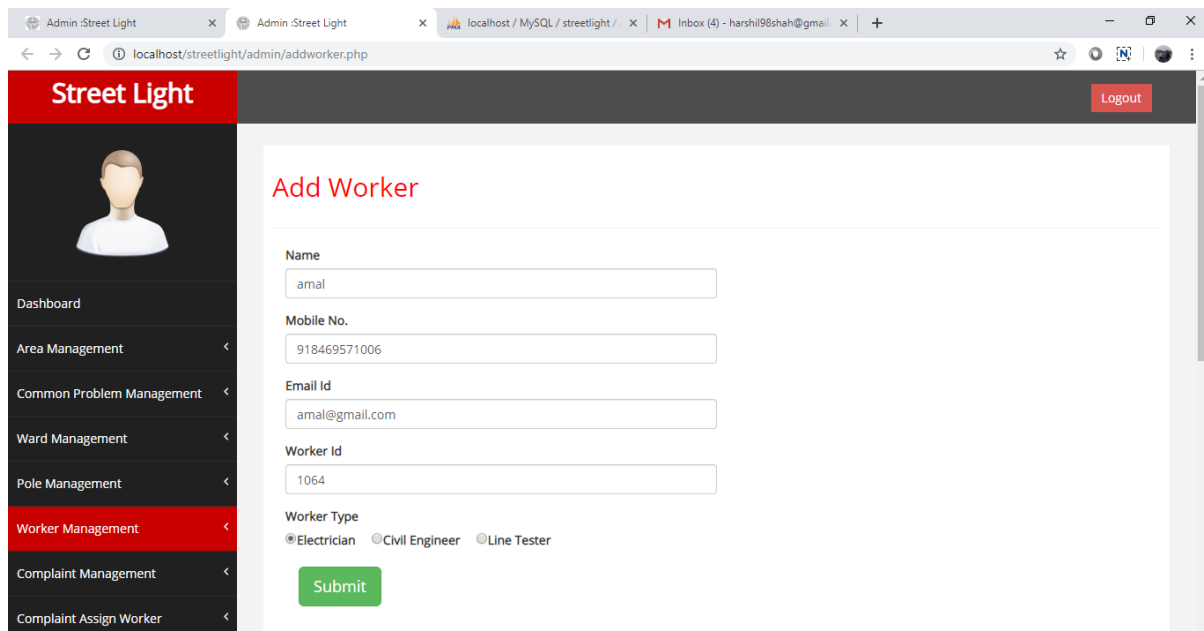 Admin :Street Light
Admin :Street Light
localhost / MySQL / streetlight /
Inbox (4) - harshil98shah@gmail.
localhost/streetlight/admin/addworker.php
Street Light
Logout
Add Worker
Name
amal
Dashboard
Mobile No.
918469571006
Area Management
Email Id
Common Problem Management
amal@gmail.com
Ward Management
Worker Id
1064
Pole Management
Worker Type
Worker Management
Electrician Civil Engineer Line Tester
Complaint Management
Submit
Complaint Assign Worker